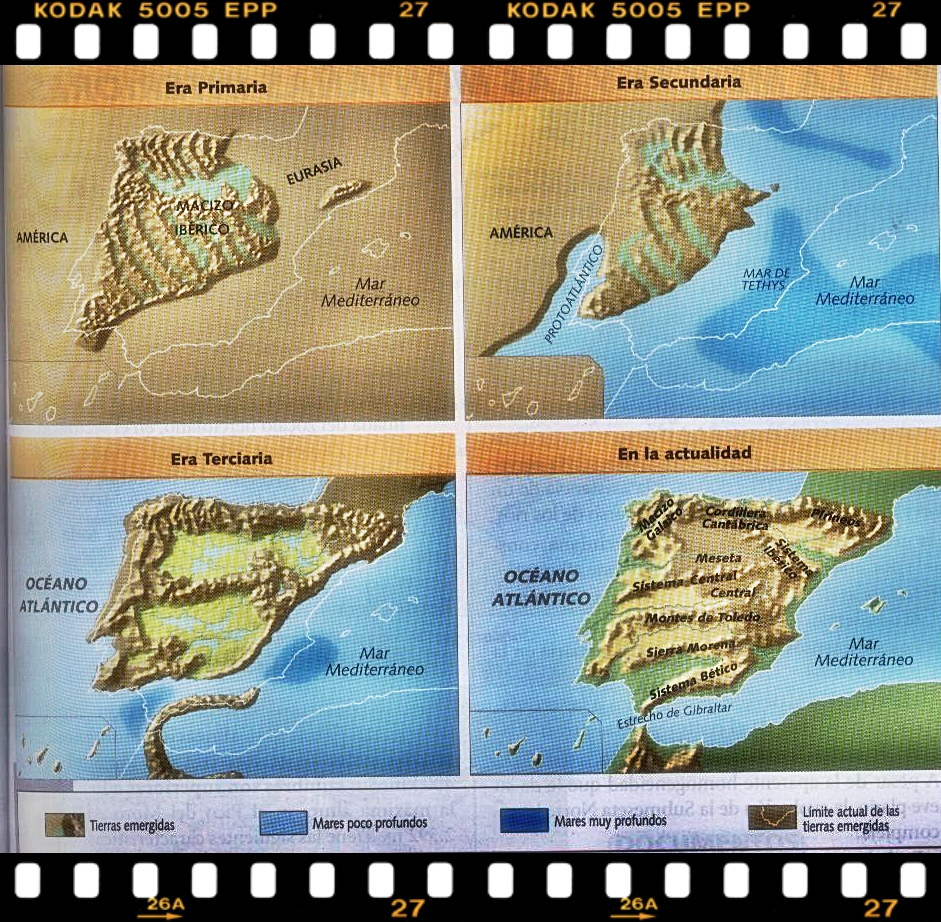 KODAK 5005 EPP 27 KODAK 5005 EPP 27
Era Primaria
AMÉRICA
EURASIA
MACIZO
IBÉRICO
Mar
Mediterráneo
Era Secundaria
AMÉRICA
PROTOATLÁNTICO
MAR DE
TETHYS
Mar
Mediterráneo
Era Terciaria
OCÉANO
ATLÁNTICO
Mar
Mediterráneo
En la actualidad
OCÉANO
ATLÁNTICO
Macizo
Galaico
Cordillera
Cantábrica
Pirineos
Sistema
Ibérico
Meseta
Sistema Central
Central
Montes de Toledo
Sierra Morena
Sistema Bético
Estrecho de Gibraltar
Mar
Mediterráneo
Tierras emergidas
Mares poco profundos
Mares muy profundos
Límite actual de las
tierras emergidas
26A 27 26A 27